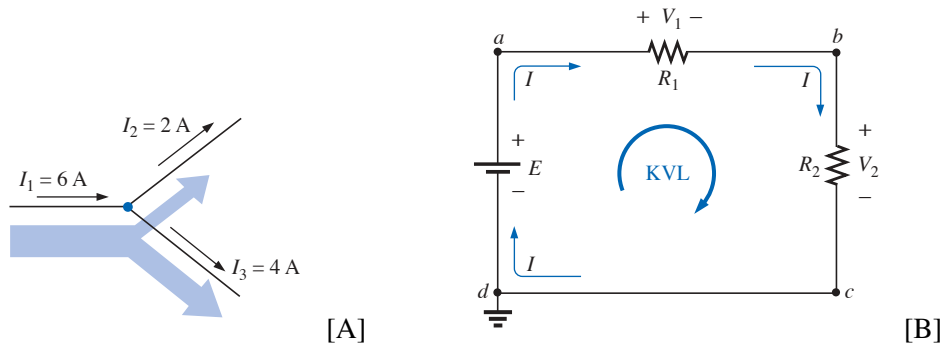 I₂ = 2 A
I₁ = 6 A
I₃ = 4 A
[A]
+ V₁ −
a
b
I
R₁
I
+
E
−
KVL
R₂
+
V₂
−
I
d
c
[B]